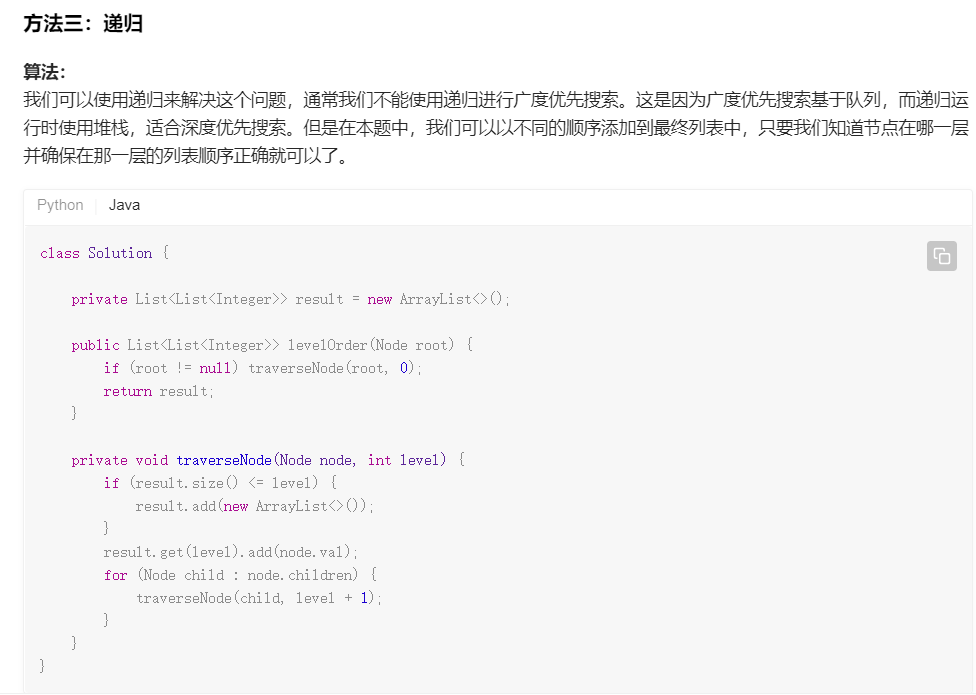 方法三：递归
算法：
我们可以使用递归来解决这个问题，通常我们不能使用递归进行广度优先搜索。这是因为广度优先搜索基于队列，而递归运
行时使用堆栈，适合深度优先搜索。但是在本题中，我们可以以不同的顺序添加到最终列表中，只要我们知道节点在哪一层
并确保在那一层的列表顺序正确就可以了。
Python Java
class Solution {
    private List<List<Integer>> result = new ArrayList<>();
    public List<List<Integer>> levelOrder(Node root) {
        if (root != null) traverseNode(root, 0);
        return result;
    }
    private void traverseNode(Node node, int level) {
        if (result.size() <= level) {
            result.add(new ArrayList<>());
        }
        result.get(level).add(node.val);
        for (Node child : node.children) {
            traverseNode(child, level + 1);
        }
    }
}